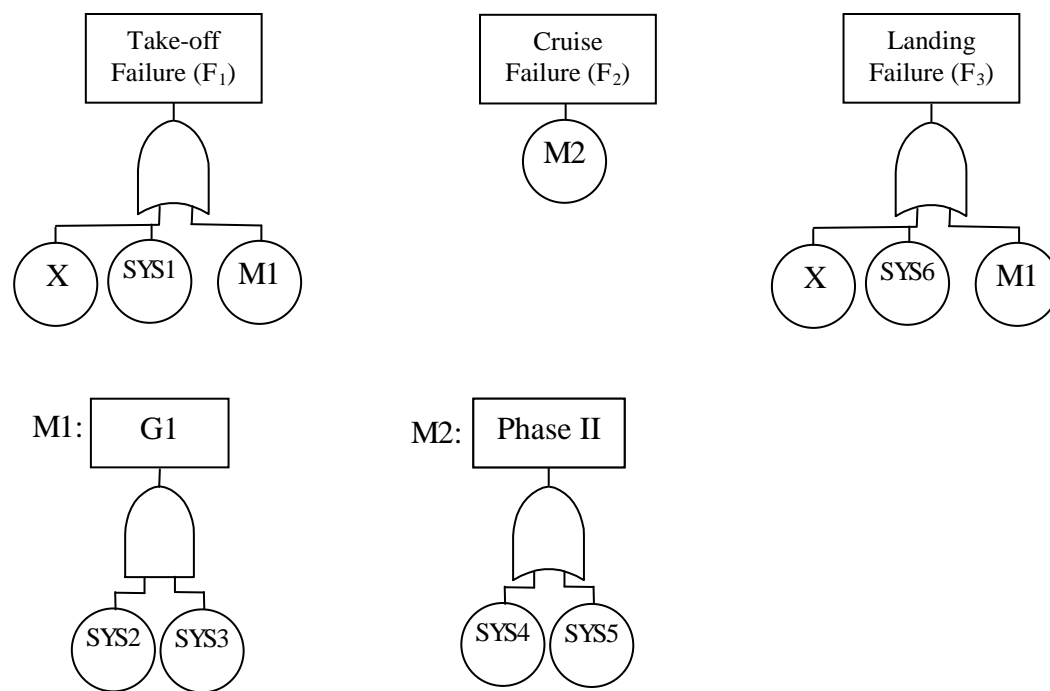 Take-off
Failure (F₁)
Cruise
Failure (F₂)
Landing
Failure (F₃)
X
SYS1
M1
M2
X
SYS6
M1
M1:
G1
M2:
Phase II
SYS2
SYS3
SYS4
SYS5